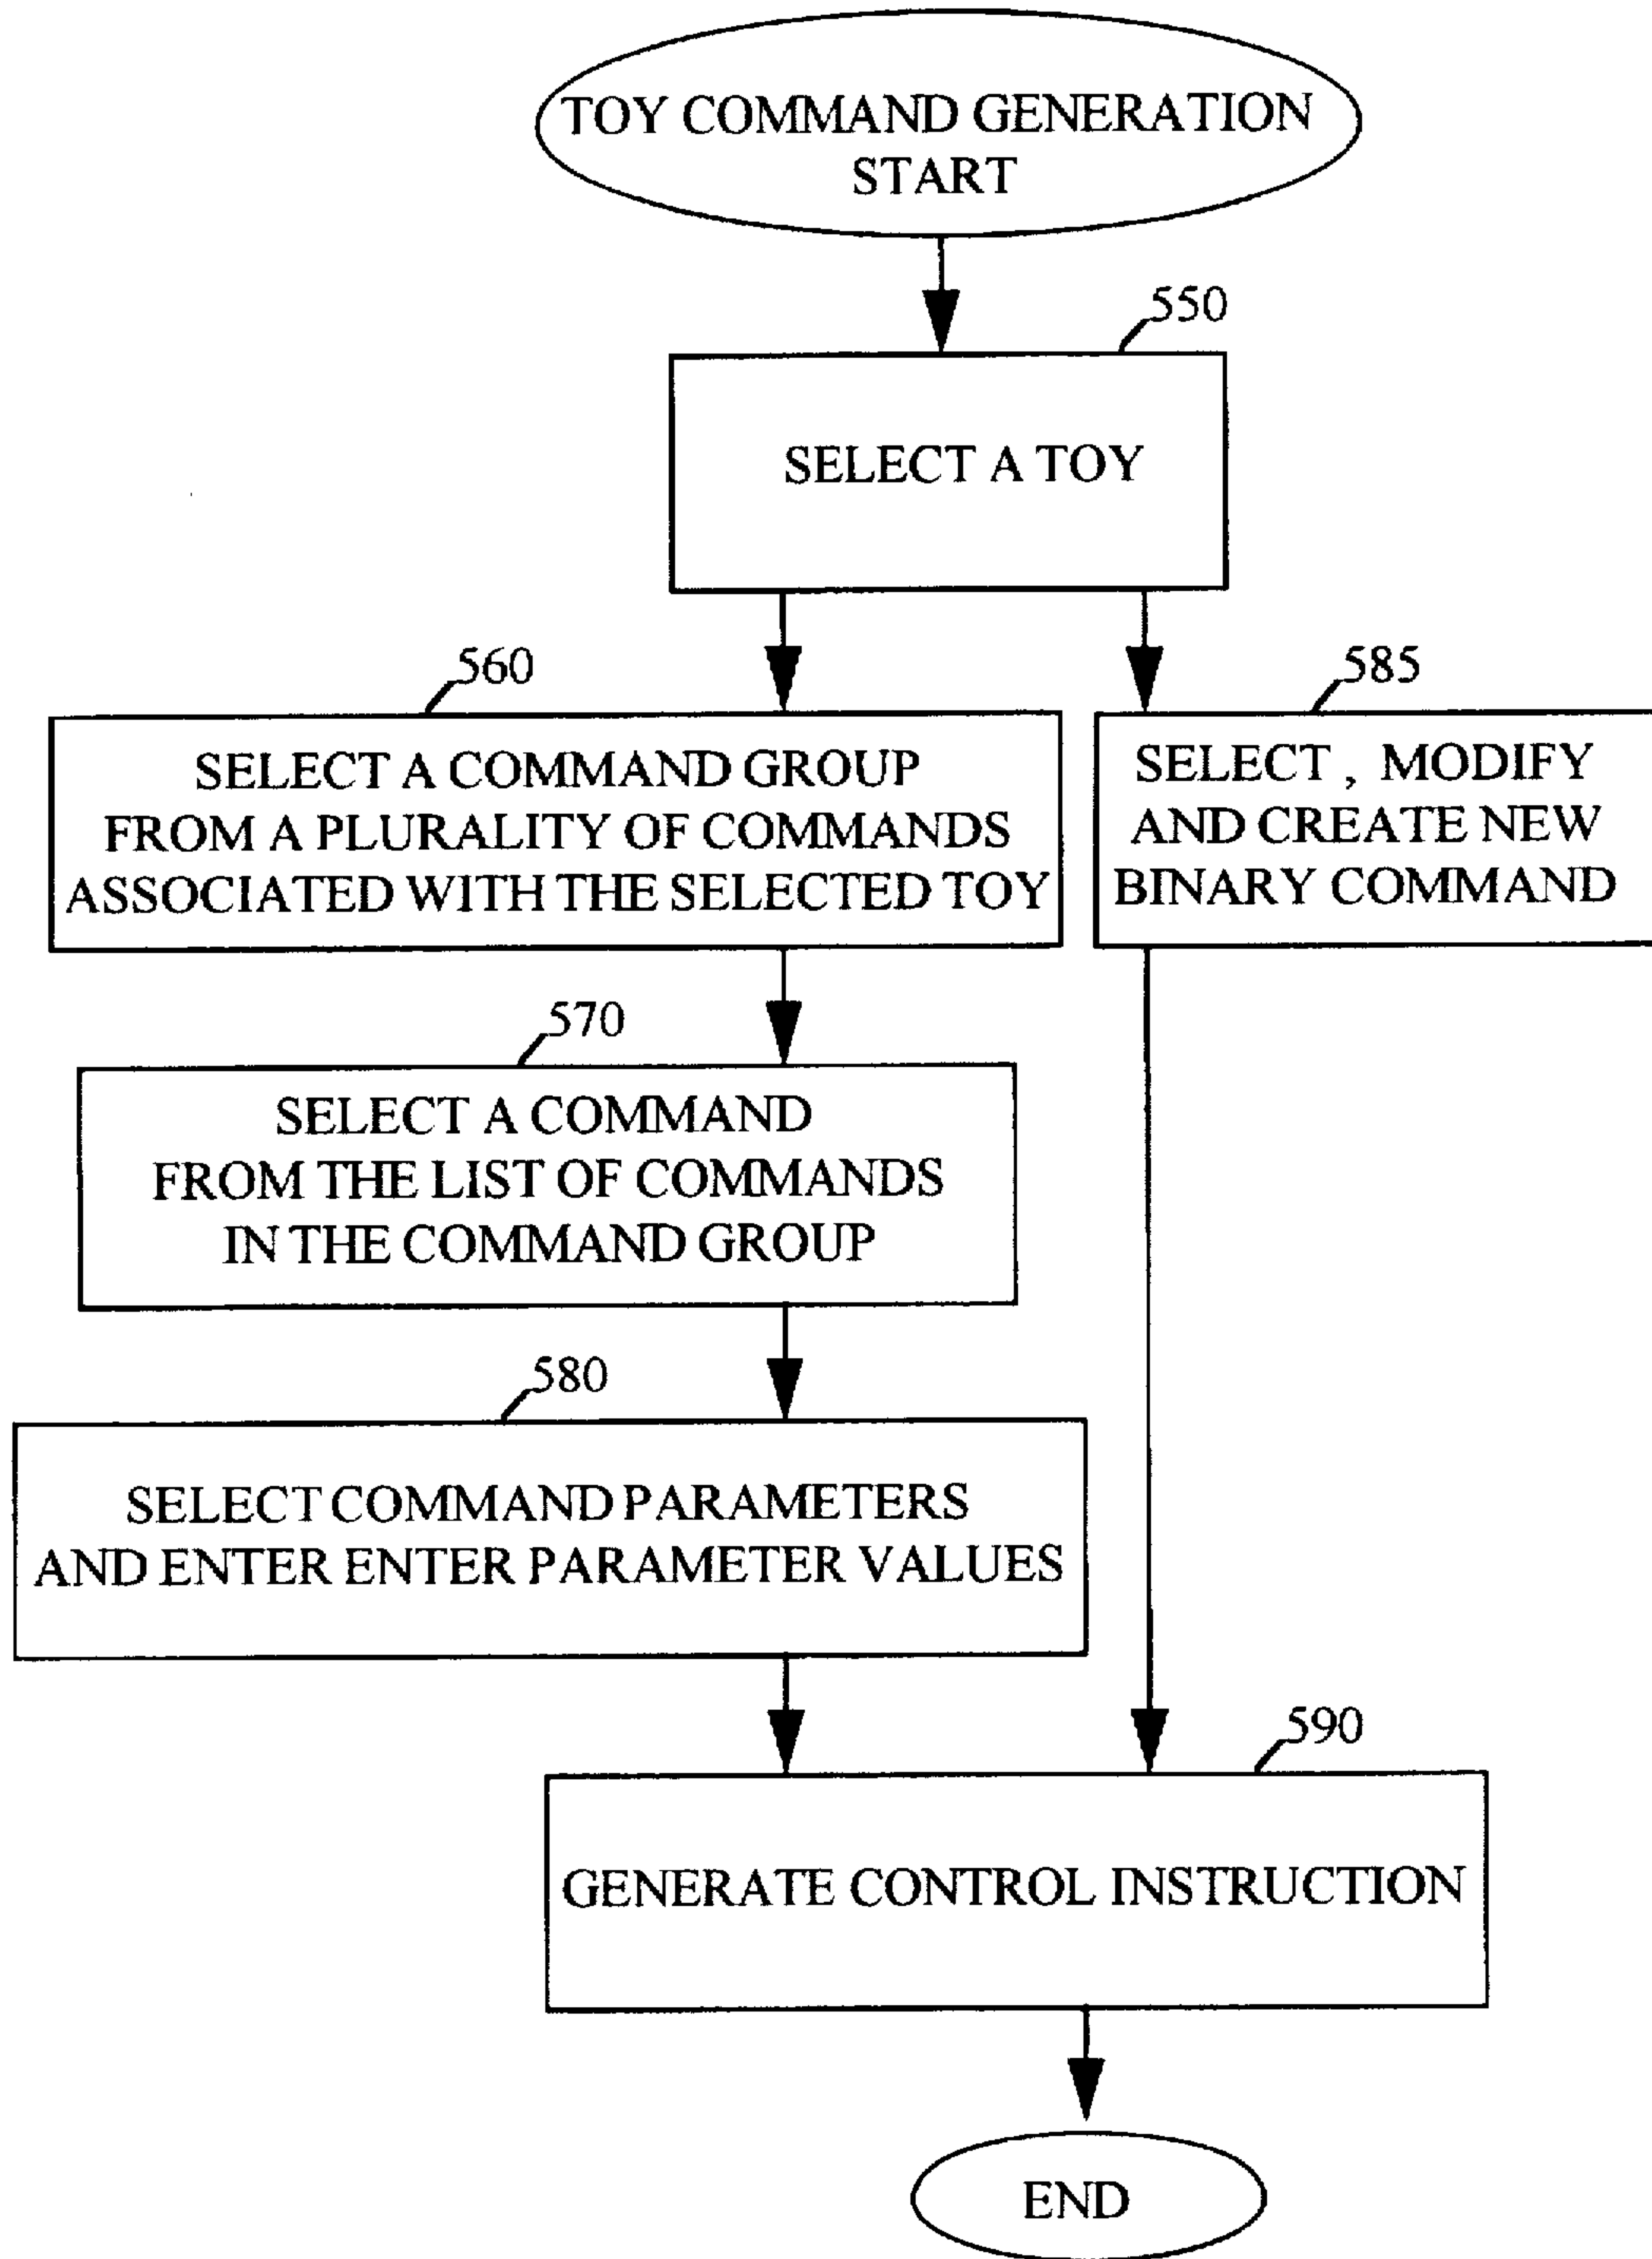 TOY COMMAND GENERATION
START
550
SELECT A TOY
560
SELECT A COMMAND GROUP
FROM A PLURALITY OF COMMANDS
ASSOCIATED WITH THE SELECTED TOY
585
SELECT , MODIFY
AND CREATE NEW
BINARY COMMAND
570
SELECT A COMMAND
FROM THE LIST OF COMMANDS
IN THE COMMAND GROUP
580
SELECT COMMAND PARAMETERS
AND ENTER ENTER PARAMETER VALUES
590
GENERATE CONTROL INSTRUCTION
END